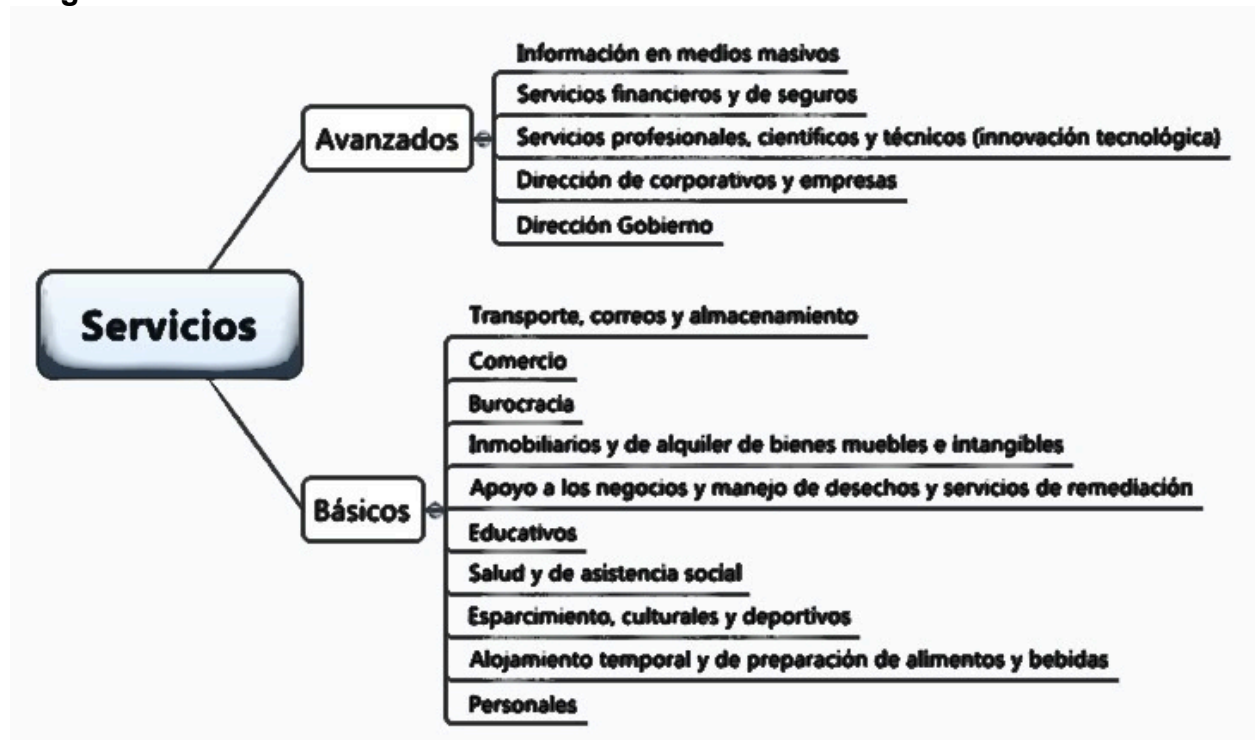 Servicios
Avanzados
Información en medios masivos
Servicios financieros y de seguros
Servicios profesionales, científicos y técnicos (innovación tecnológica)
Dirección de corporativos y empresas
Dirección Gobierno
Básicos
Transporte, correos y almacenamiento
Comercio
Burocracia
Inmobiliarios y de alquiler de bienes muebles e intangibles
Apoyo a los negocios y manejo de desechos y servicios de remediación
Educativos
Salud y de asistencia social
Esparcimiento, culturales y deportivos
Alojamiento temporal y de preparación de alimentos y bebidas
Personales